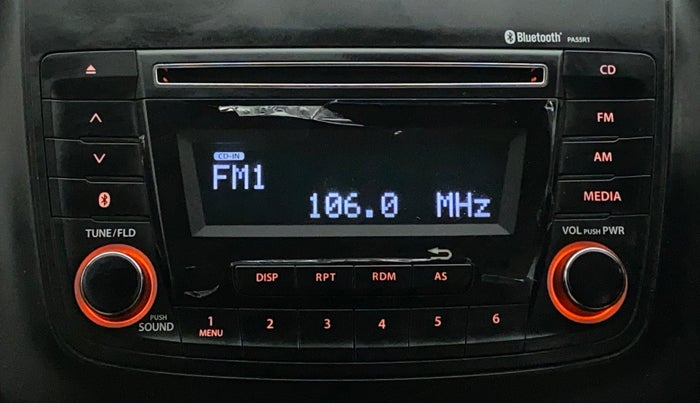 Bluetooth PA55R1
CD
FM
AM
MEDIA
CD-IN
FM1
106.0 MHz
TUNE/FLD
VOL PUSH PWR
DISP RPT RDM AS
PUSH
SOUND
1 2 3 4 5 6
MENU